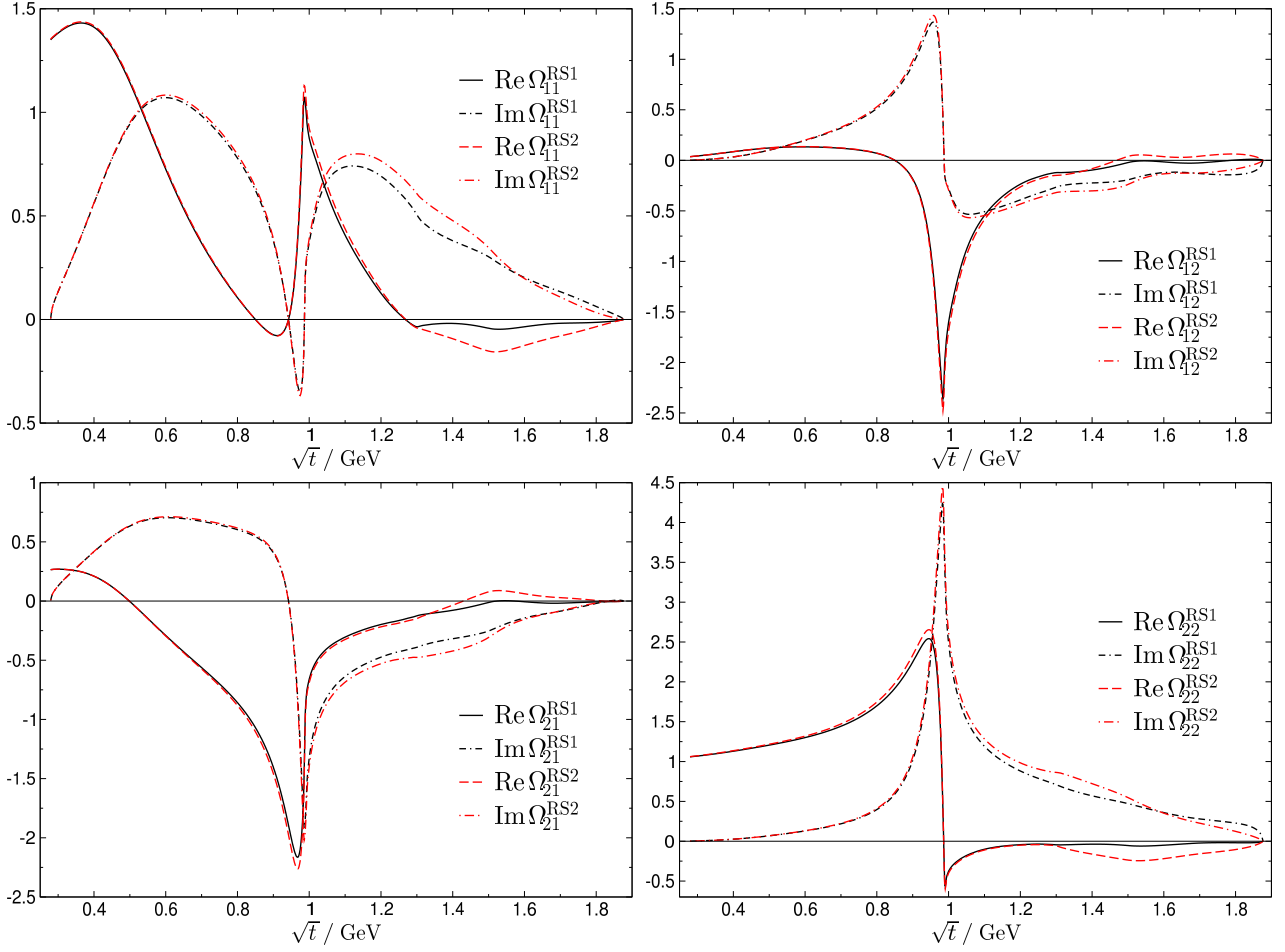 1.5
1
0.5
0
-0.5
Re Ω₁₁^RS1
Im Ω₁₁^RS1
Re Ω₁₁^RS2
Im Ω₁₁^RS2
0.4 0.6 0.8 1 1.2 1.4 1.6 1.8
√t / GeV
1.5
1
0.5
0
-0.5
-1
-1.5
-2
-2.5
Re Ω₁₂^RS1
Im Ω₁₂^RS1
Re Ω₁₂^RS2
Im Ω₁₂^RS2
0.4 0.6 0.8 1 1.2 1.4 1.6 1.8
√t / GeV
1
0.5
0
-0.5
-1
-1.5
-2
-2.5
Re Ω₂₁^RS1
Im Ω₂₁^RS1
Re Ω₂₁^RS2
Im Ω₂₁^RS2
0.4 0.6 0.8 1 1.2 1.4 1.6 1.8
√t / GeV
4.5
4
3.5
3
2.5
2
1.5
1
0.5
0
-0.5
Re Ω₂₂^RS1
Im Ω₂₂^RS1
Re Ω₂₂^RS2
Im Ω₂₂^RS2
0.4 0.6 0.8 1 1.2 1.4 1.6 1.8
√t / GeV